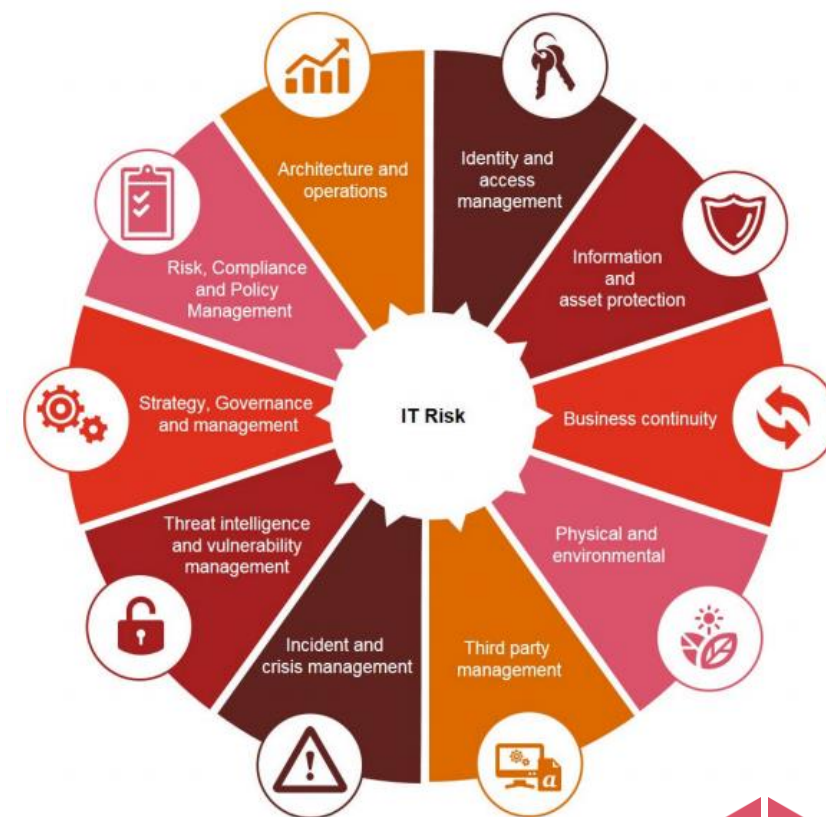 Architecture and
operations
Identity and
access
management
Information
and
asset protection
Business continuity
Physical and
environmental
Third party
management
Incident and
crisis management
Threat intelligence
and vulnerability
management
Strategy, Governance
and management
Risk, Compliance
and Policy
Management
IT Risk
a